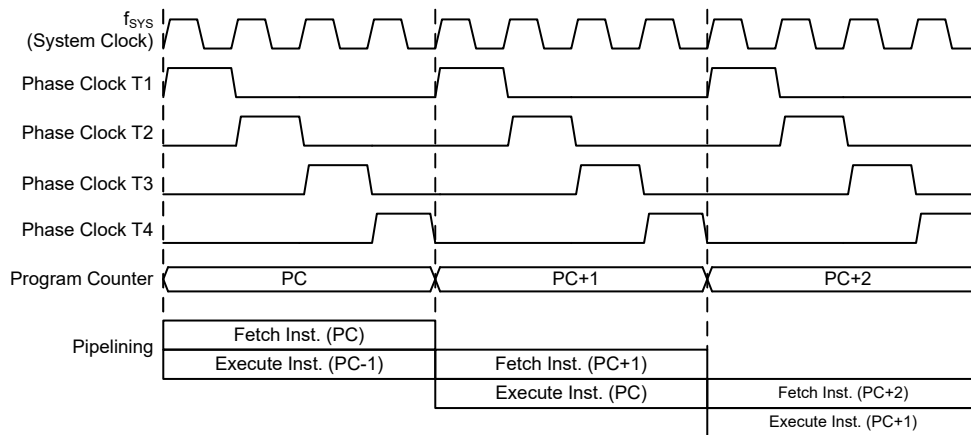 fSYS
(System Clock)
Phase Clock T1
Phase Clock T2
Phase Clock T3
Phase Clock T4
Program Counter PC PC+1 PC+2
Fetch Inst. (PC)
Pipelining
Execute Inst. (PC-1) Fetch Inst. (PC+1)
Execute Inst. (PC) Fetch Inst. (PC+2)
Execute Inst. (PC+1)